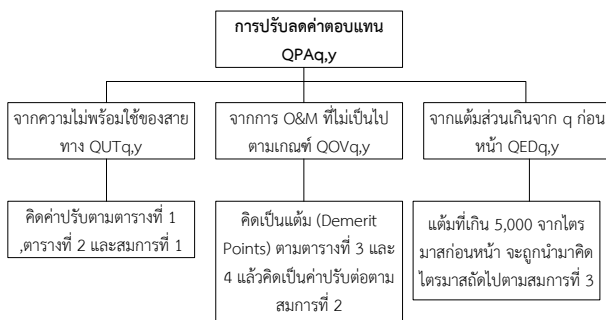 การปรับลดค่าตอบแทน
QPAq,y
จากความไม่พร้อมใช้ของสาย
ทาง QUTq,y
จากการ O&M ที่ไม่เป็นไป
ตามเกณฑ์ QOVq,y
จากแต้มส่วนเกินจาก q ก่อน
หน้า QEDq,y
คิดค่าปรับตามตารางที่ 1
,ตารางที่ 2 และสมการที่ 1
คิดเป็นแต้ม (Demerit
Points) ตามตารางที่ 3 และ
4 แล้วคิดเป็นค่าปรับต่อตาม
สมการที่ 2
แต้มที่เกิน 5,000 จากไตร
มาสก่อนหน้า จะถูกนำมาคิด
ไตรมาสถัดไปตามสมการที่ 3